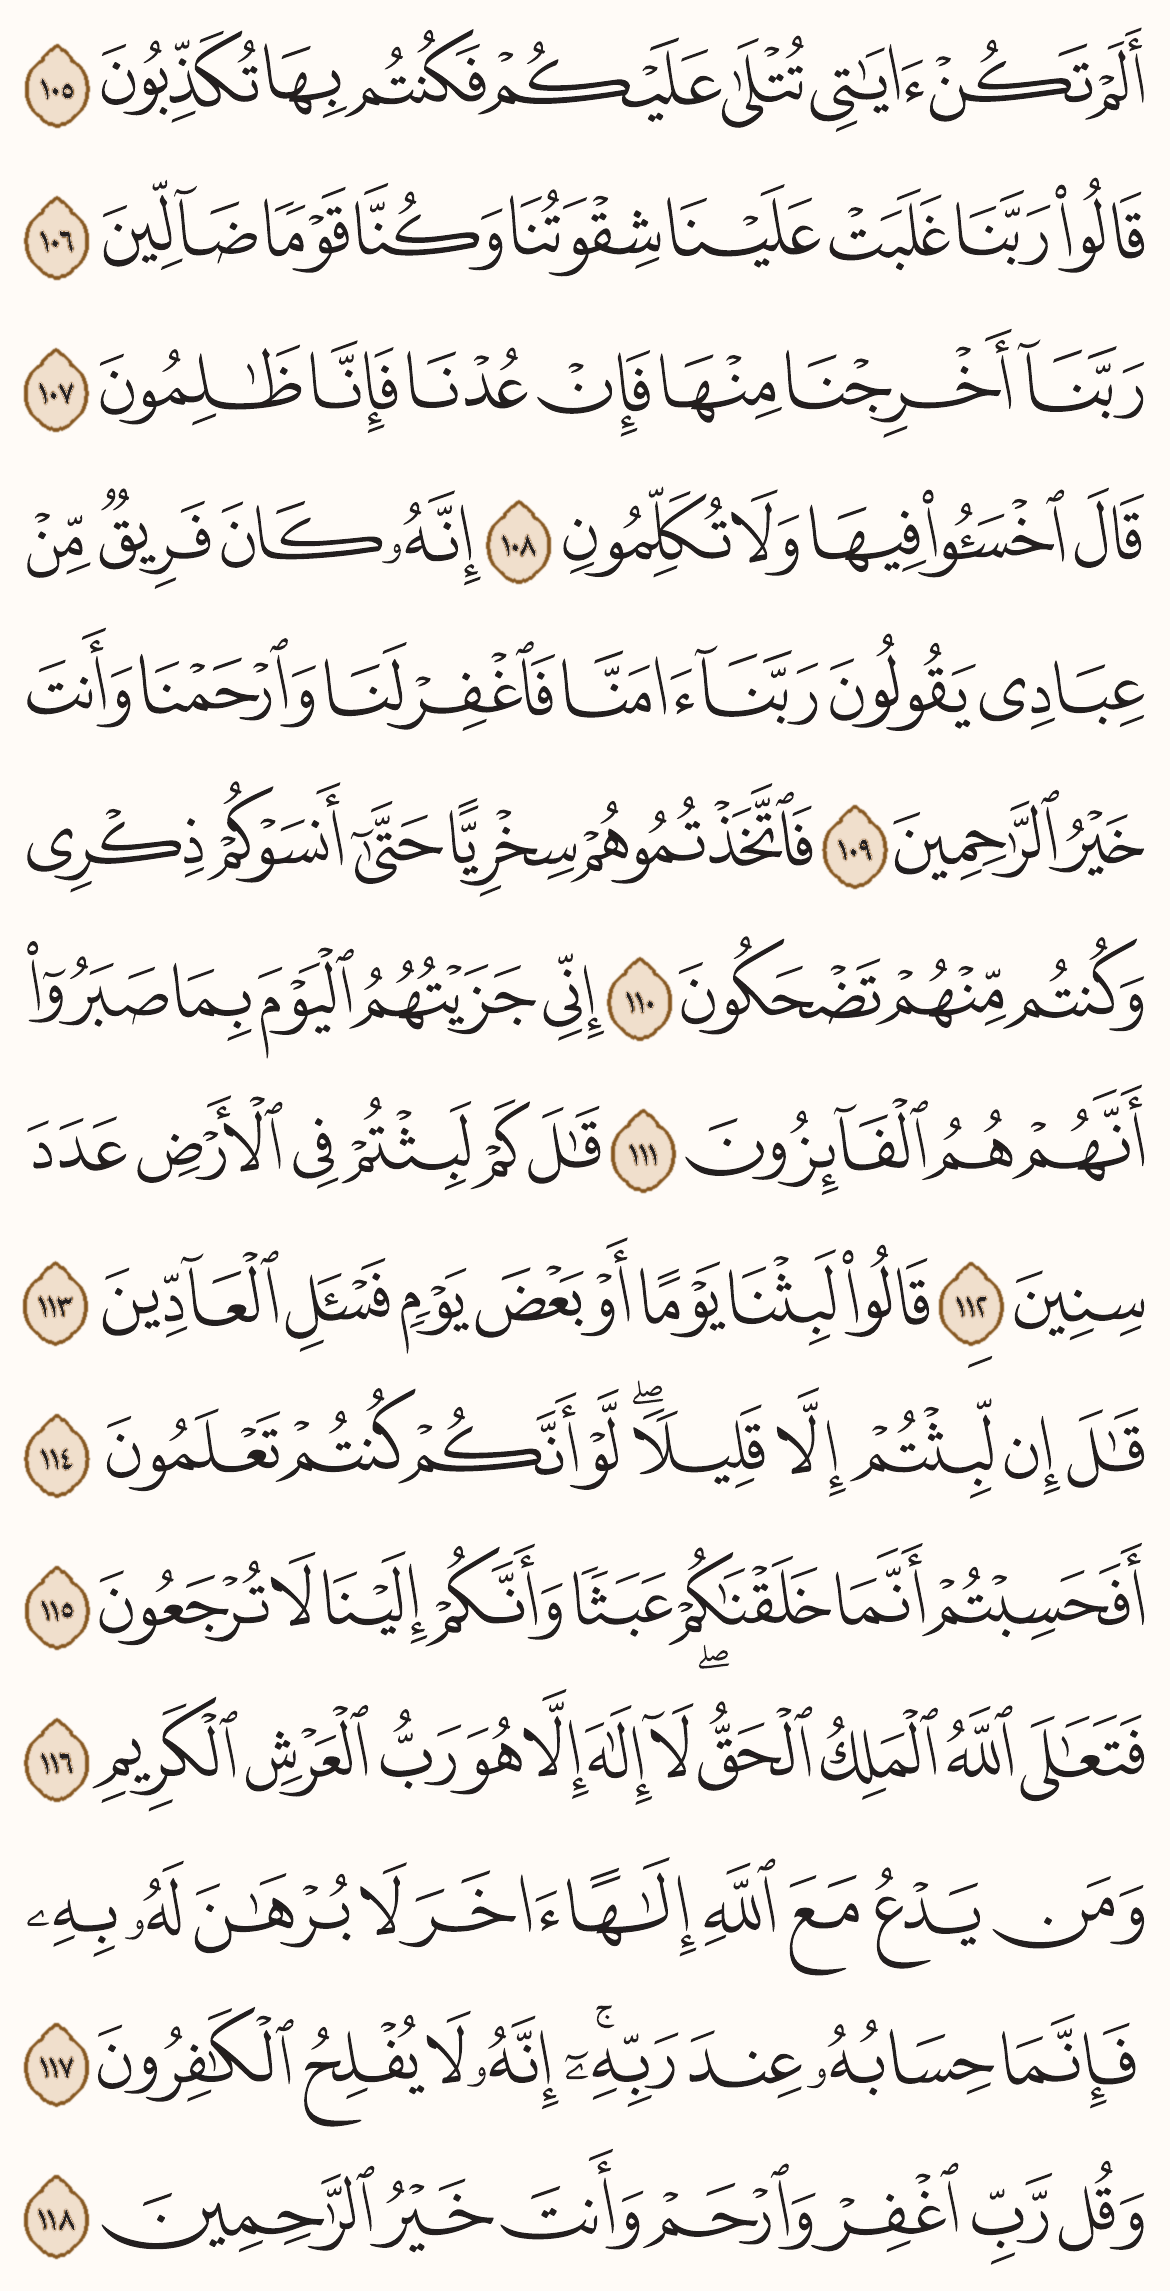 أَلَمْ تَكُنْ ءَايَٰتِى تُتْلَىٰ عَلَيْكُمْ فَكُنتُم بِهَا تُكَذِّبُونَ ١٠٥
قَالُوا۟ رَبَّنَا غَلَبَتْ عَلَيْنَا شِقْوَتُنَا وَكُنَّا قَوْمًا ضَآلِّينَ ١٠٦
رَبَّنَآ أَخْرِجْنَا مِنْهَا فَإِنْ عُدْنَا فَإِنَّا ظَٰلِمُونَ ١٠٧
قَالَ ٱخْسَـُٔوا۟ فِيهَا وَلَا تُكَلِّمُونِ ١٠٨ إِنَّهُۥ كَانَ فَرِيقٌ مِّنْ
عِبَادِى يَقُولُونَ رَبَّنَآ ءَامَنَّا فَٱغْفِرْ لَنَا وَٱرْحَمْنَا وَأَنتَ
خَيْرُ ٱلرَّٰحِمِينَ ١٠٩ فَٱتَّخَذْتُمُوهُمْ سِخْرِيًّا حَتَّىٰٓ أَنسَوْكُمْ ذِكْرِى
وَكُنتُم مِّنْهُمْ تَضْحَكُونَ ١١٠ إِنِّى جَزَيْتُهُمُ ٱلْيَوْمَ بِمَا صَبَرُوٓا۟
أَنَّهُمْ هُمُ ٱلْفَآئِزُونَ ١١١ قَٰلَ كَمْ لَبِثْتُمْ فِى ٱلْأَرْضِ عَدَدَ
سِنِينَ ١١٢ قَالُوا۟ لَبِثْنَا يَوْمًا أَوْ بَعْضَ يَوْمٍ فَسْـَٔلِ ٱلْعَآدِّينَ ١١٣
قَٰلَ إِن لَّبِثْتُمْ إِلَّا قَلِيلًا ۖ لَّوْ أَنَّكُمْ كُنتُمْ تَعْلَمُونَ ١١٤
أَفَحَسِبْتُمْ أَنَّمَا خَلَقْنَٰكُمْ عَبَثًا وَأَنَّكُمْ إِلَيْنَا لَا تُرْجَعُونَ ١١٥
فَتَعَٰلَى ٱللَّهُ ٱلْمَلِكُ ٱلْحَقُّ ۖ لَآ إِلَٰهَ إِلَّا هُوَ رَبُّ ٱلْعَرْشِ ٱلْكَرِيمِ ١١٦
وَمَن يَدْعُ مَعَ ٱللَّهِ إِلَٰهًا ءَاخَرَ لَا بُرْهَٰنَ لَهُۥ بِهِۦ
فَإِنَّمَا حِسَابُهُۥ عِندَ رَبِّهِۦٓ ۚ إِنَّهُۥ لَا يُفْلِحُ ٱلْكَٰفِرُونَ ١١٧
وَقُل رَّبِّ ٱغْفِرْ وَٱرْحَمْ وَأَنتَ خَيْرُ ٱلرَّٰحِمِينَ ١١٨